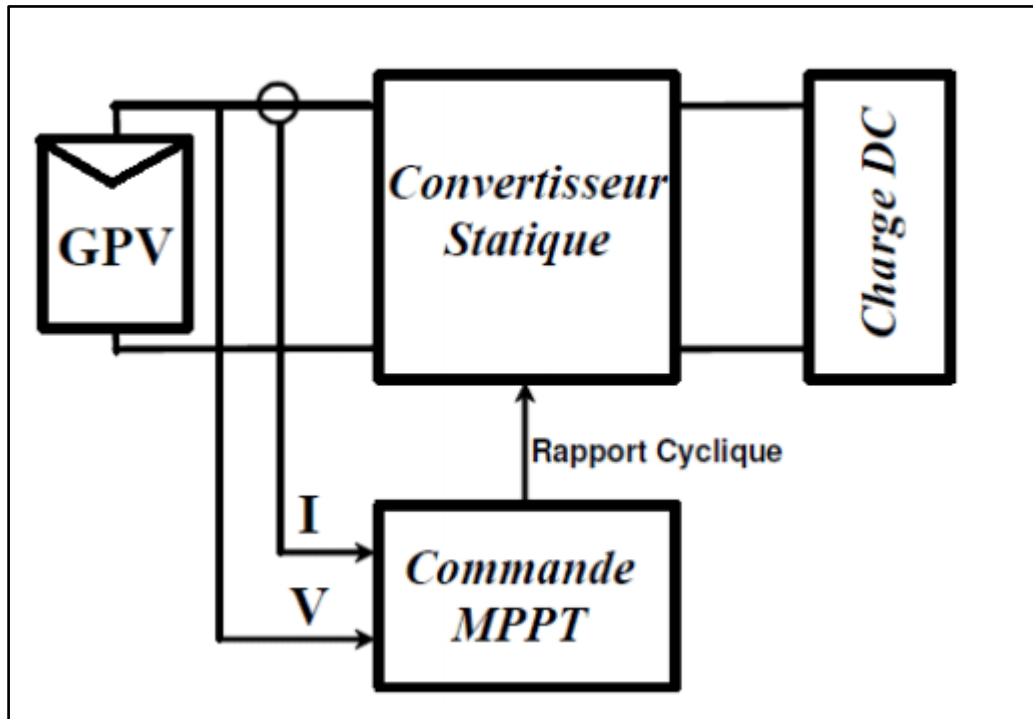 GPV
Convertisseur
Statique
Charge DC
Rapport Cyclique
I
V
Commande
MPPT